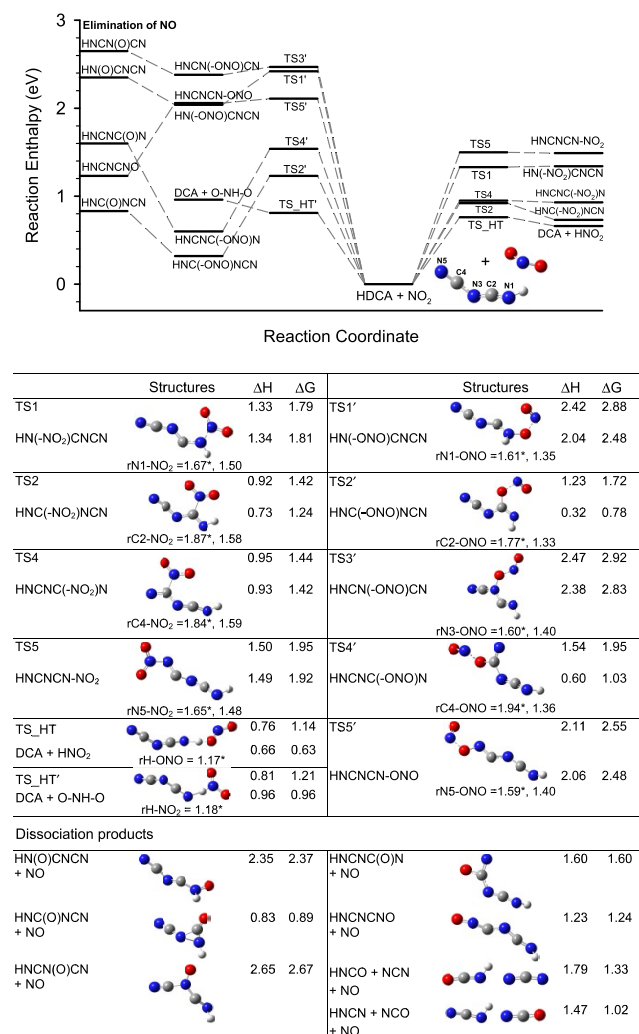 Elimination of NO
3
2
1
0
Reaction Enthalpy (eV)
Reaction Coordinate
HNCN(O)CN
HN(O)CNCN
HNCNC(O)N
HNCNCNO
HNC(O)NCN
HNCN(-ONO)CN
HNCNCN-ONO
HN(-ONO)CNCN
DCA + O-NH-O
HNCNC(-ONO)N
HNC(-ONO)NCN
TS3′
TS1′
TS5′
TS4′
TS2′
TS_HT′
HDCA + NO₂
TS5
TS1
TS4
TS2
TS_HT
HNCNCN-NO₂
HN(-NO₂)CNCN
HNCNC(-NO₂)N
HNC(-NO₂)NCN
DCA + HNO₂
+
N5 C4 N3 C2 N1
Structures ΔH ΔG Structures ΔH ΔG
TS1 1.33 1.79
HN(-NO₂)CNCN 1.34 1.81
rN1-NO₂ =1.67*, 1.50
TS1′ 2.42 2.88
HN(-ONO)CNCN 2.04 2.48
rN1-ONO =1.61*, 1.35
TS2 0.92 1.42
HNC(-NO₂)NCN 0.73 1.24
rC2-NO₂ =1.87*, 1.58
TS2′ 1.23 1.72
HNC(-ONO)NCN 0.32 0.78
rC2-ONO =1.77*, 1.33
TS4 0.95 1.44
HNCNC(-NO₂)N 0.93 1.42
rC4-NO₂ =1.84*, 1.59
TS3′ 2.47 2.92
HNCN(-ONO)CN 2.38 2.83
rN3-ONO =1.60*, 1.40
TS5 1.50 1.95
HNCNCN-NO₂ 1.49 1.92
rN5-NO₂ =1.65*, 1.48
TS4′ 1.54 1.95
HNCNC(-ONO)N 0.60 1.03
rC4-ONO =1.94*, 1.36
TS_HT 0.76 1.14
DCA + HNO₂ 0.66 0.63
rH-ONO = 1.17*
TS_HT′ 0.81 1.21
DCA + O-NH-O 0.96 0.96
rH-NO₂ = 1.18*
TS5′ 2.11 2.55
HNCNCN-ONO 2.06 2.48
rN5-ONO =1.59*, 1.40
Dissociation products
HN(O)CNCN 2.35 2.37
+ NO
HNC(O)NCN 0.83 0.89
+ NO
HNCN(O)CN 2.65 2.67
+ NO
HNCNC(O)N 1.60 1.60
+ NO
HNCNCNO 1.23 1.24
+ NO
HNCO + NCN 1.79 1.33
+ NO
HNCN + NCO 1.47 1.02
+ NO